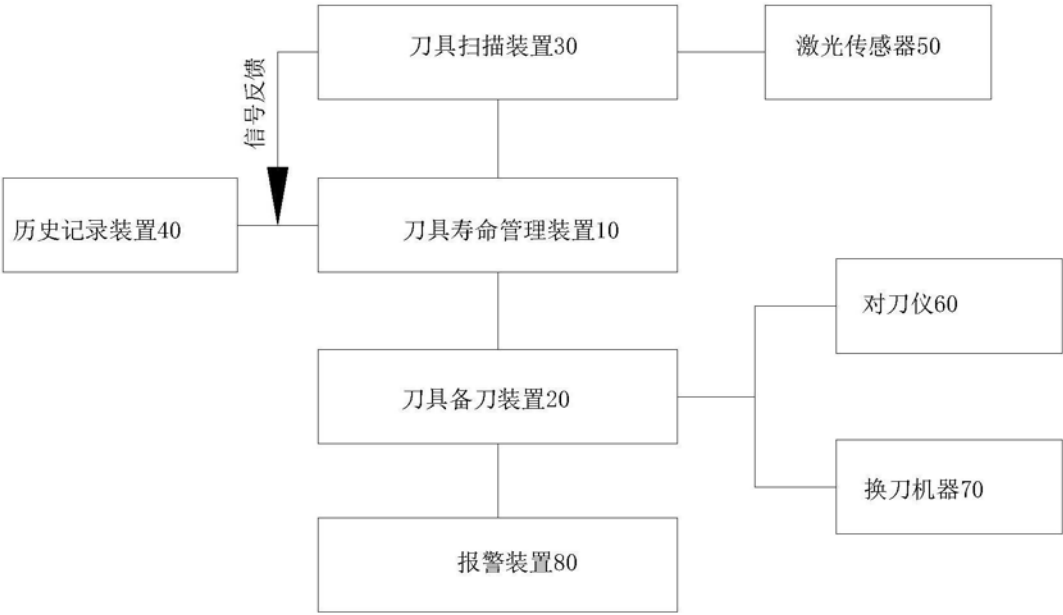 刀具扫描装置30
激光传感器50
信号反馈
历史记录装置40
刀具寿命管理装置10
对刀仪60
刀具备刀装置20
换刀机器70
报警装置80